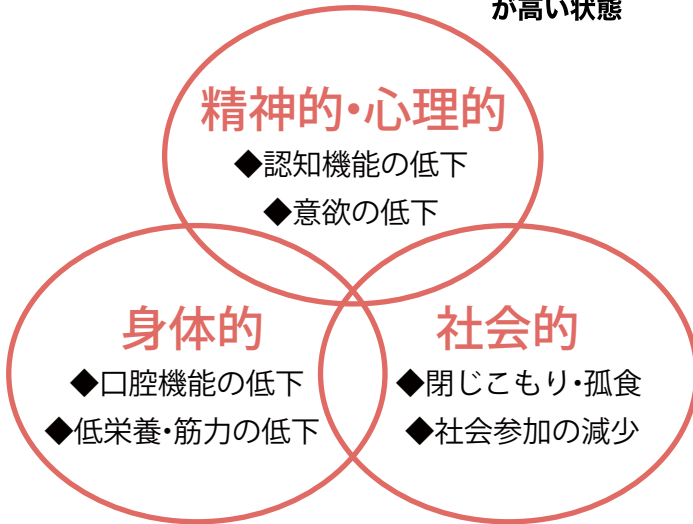 が高い状態
精神的・心理的
◆認知機能の低下
◆意欲の低下
身体的
◆口腔機能の低下
◆低栄養・筋力の低下
社会的
◆閉じこもり・孤食
◆社会参加の減少